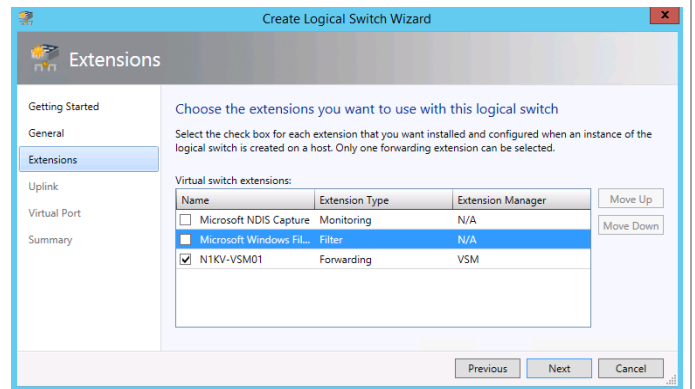 Create Logical Switch Wizard
x
Extensions
Getting Started
General
Extensions
Uplink
Virtual Port
Summary
Choose the extensions you want to use with this logical switch
Select the check box for each extension that you want installed and configured when an instance of the
logical switch is created on a host. Only one forwarding extension can be selected.
Virtual switch extensions:
Name Extension Type Extension Manager
Microsoft NDIS Capture Monitoring N/A
Microsoft Windows Fil... Filter N/A
N1KV-VSM01 Forwarding VSM
Move Up
Move Down
Previous Next Cancel